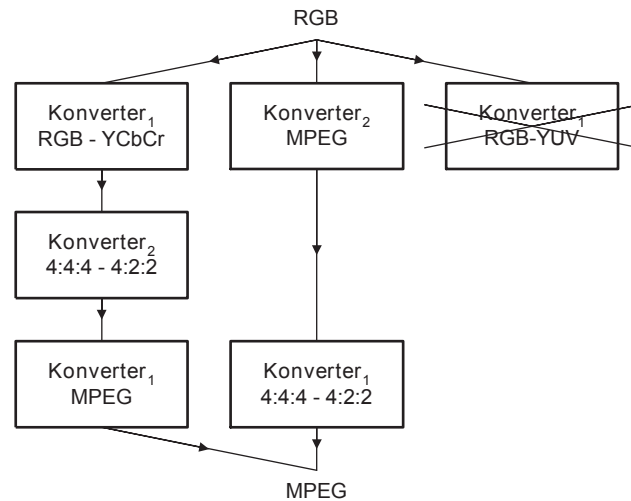 RGB
Konverter₁
RGB - YCbCr
Konverter₂
MPEG
Konverter₁
RGB-YUV
Konverter₂
4:4:4 - 4:2:2
Konverter₁
MPEG
Konverter₁
4:4:4 - 4:2:2
MPEG